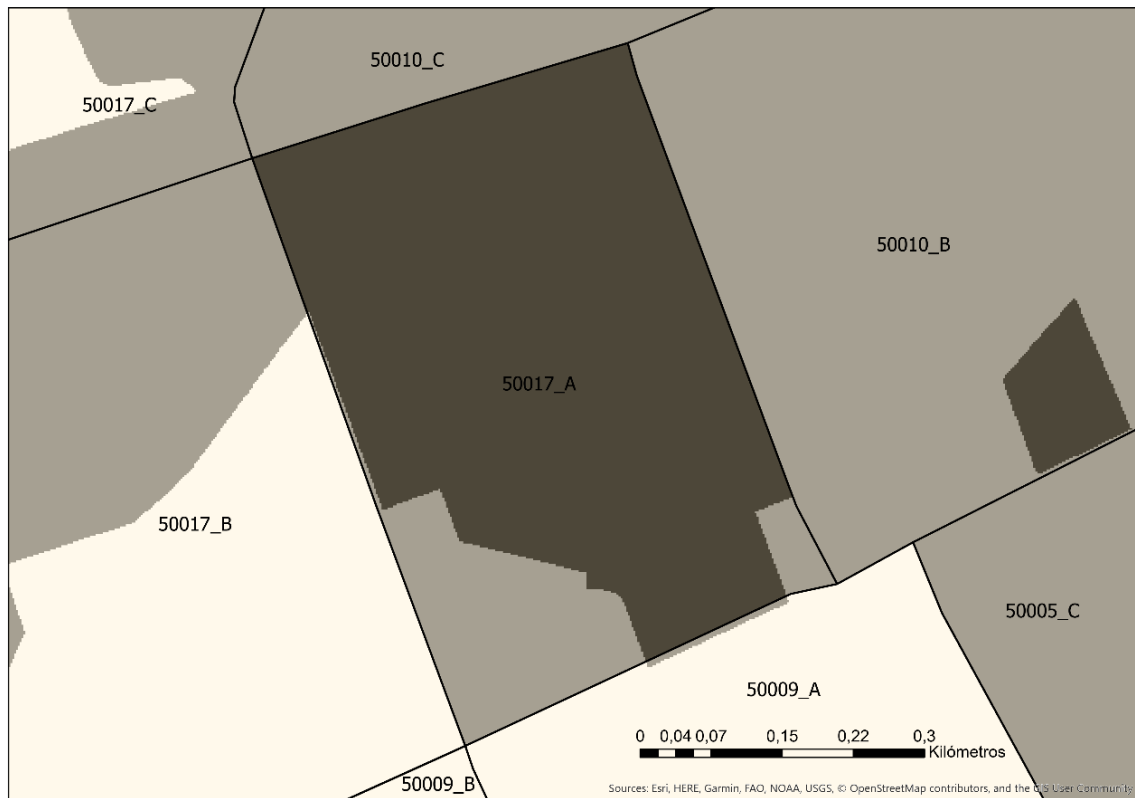 50010_C
50017_C
50010_B
50017_A
50017_B
50005_C
50009_A
0 0,04 0,07 0,15 0,22 0,3
Kilómetros
50009_B
Sources: Esri, HERE, Garmin, FAO, NOAA, USGS, © OpenStreetMap contributors, and the GIS User Community